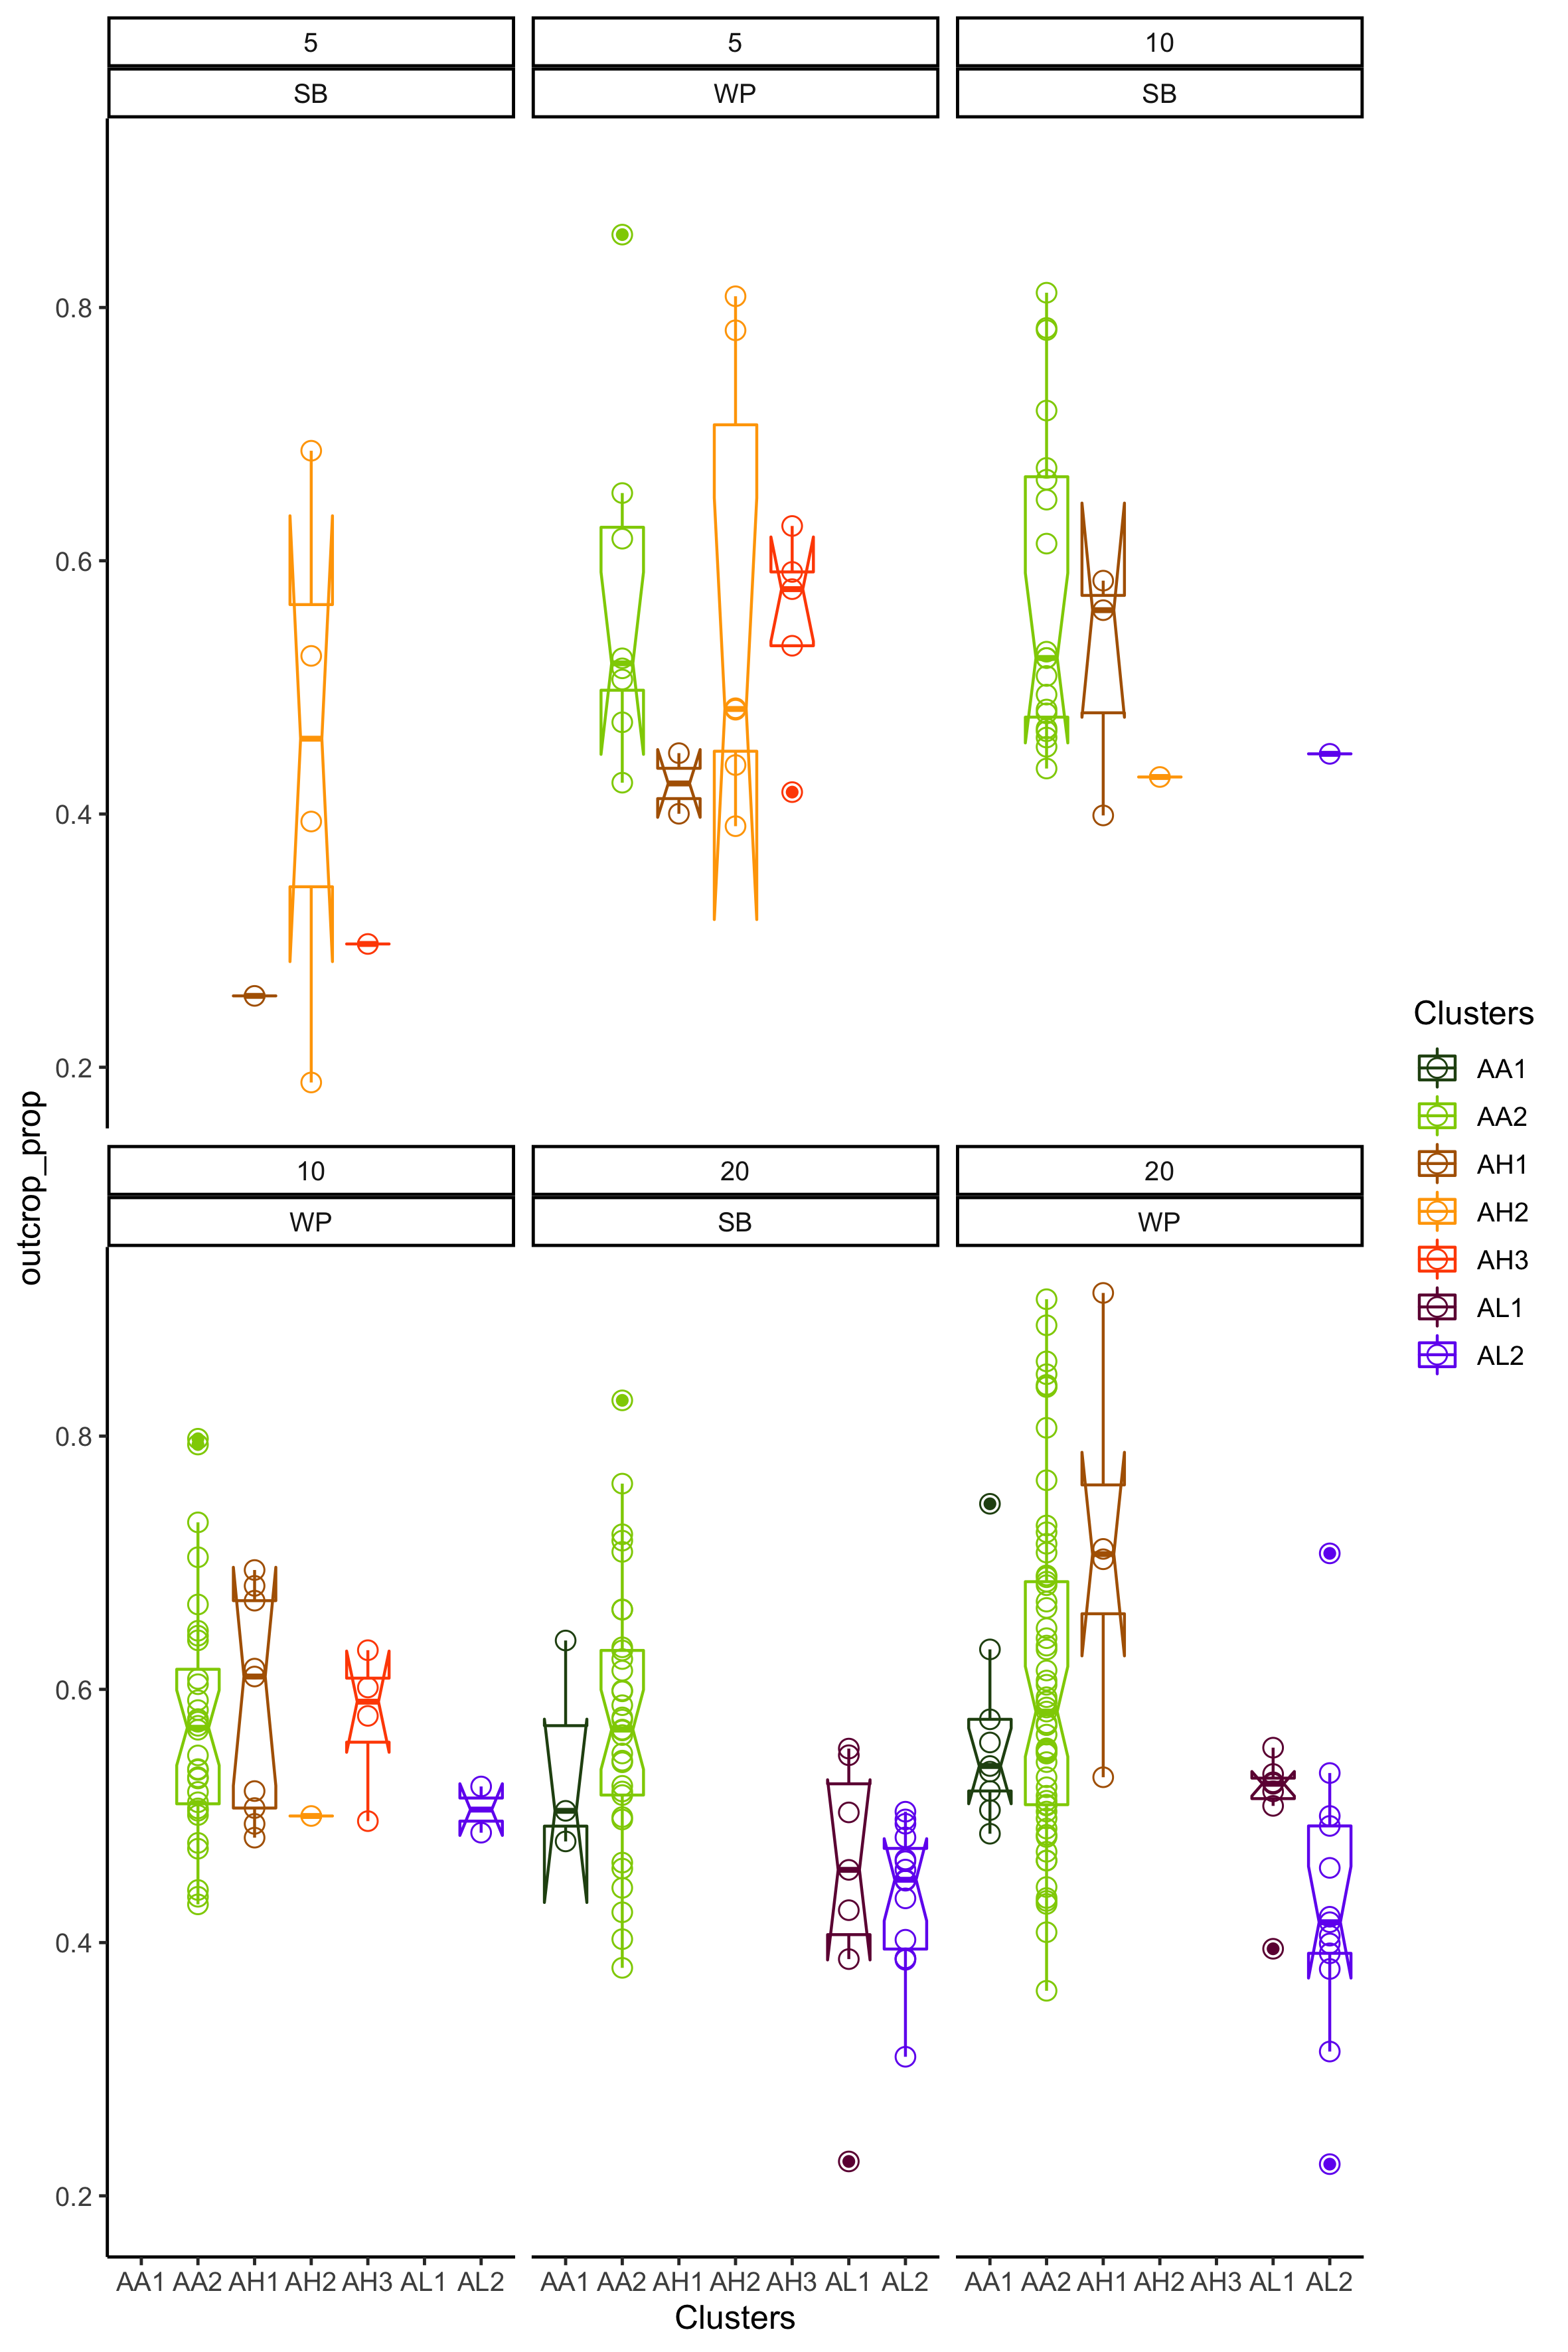 5 5 10
SB WP SB
0.8
0.6
0.4
0.2
10 20 20
WP SB WP
0.8
0.6
0.4
0.2
AA1 AA2 AH1 AH2 AH3 AL1 AL2 AA1 AA2 AH1 AH2 AH3 AL1 AL2 AA1 AA2 AH1 AH2 AH3 AL1 AL2
Clusters
outcrop_prop
Clusters
AA1
AA2
AH1
AH2
AH3
AL1
AL2